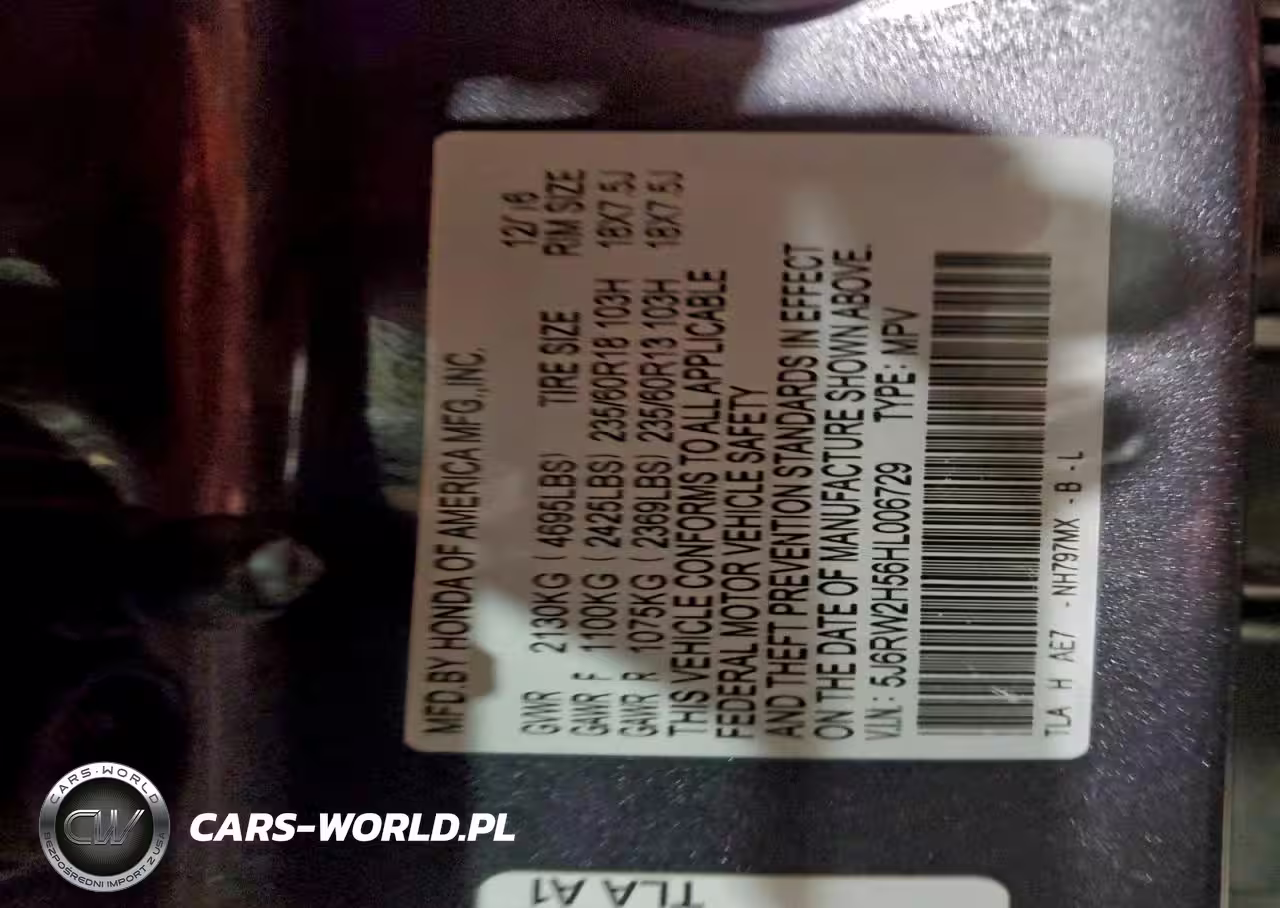 MFD.BY HONDA OF AMERICA MFG.,INC.
12/16
GVWR 2130KG ( 4695LBS) TIRE SIZE RIM SIZE
GAWR F 1100KG ( 2425LBS) 235/60R18 103H 18X7.5J
GAWR R 1075KG ( 2369LBS) 235/60R18 103H 18X7.5J
THIS VEHICLE CONFORMS TO ALL APPLICABLE
FEDERAL MOTOR VEHICLE SAFETY
AND THEFT PREVENTION STANDARDS IN EFFECT
ON THE DATE OF MANUFACTURE SHOWN ABOVE.
V.I.N.: 5J6RW2H56HL006729 TYPE: MPV
TLA H AE7 - NH797MX - B - L
TLA A1
CARS-WORLD
CW
BEZPOŚREDNI IMPORT Z USA
CARS-WORLD.PL